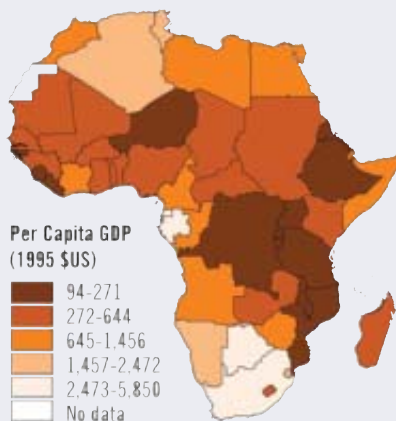 Per Capita GDP
(1995 $US)
94-271
272-644
645-1,456
1,457-2,472
2,473-5,850
No data